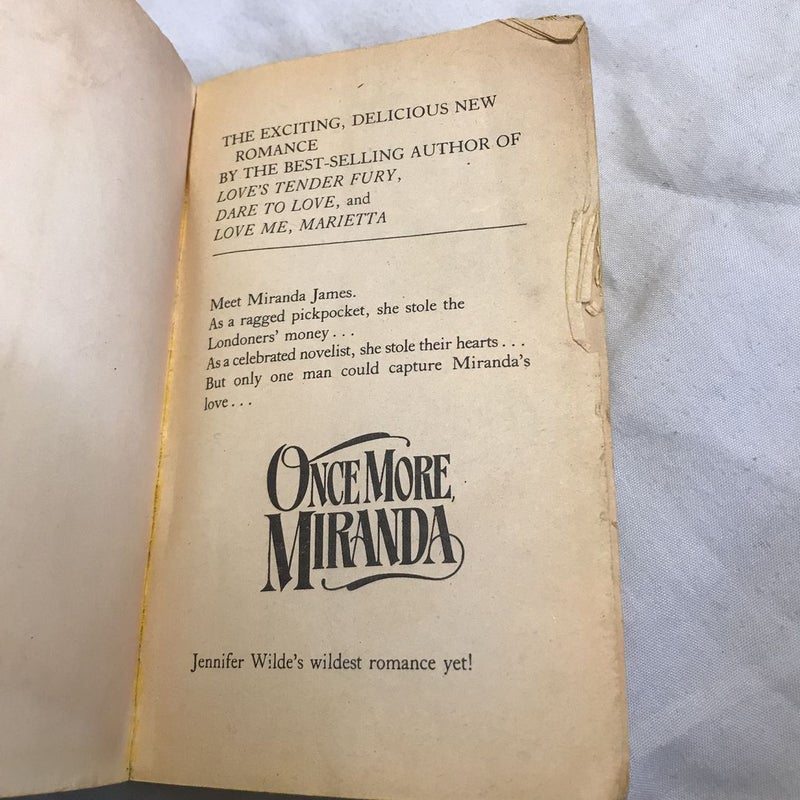 THE EXCITING, DELICIOUS NEW
ROMANCE
BY THE BEST-SELLING AUTHOR OF
LOVE'S TENDER FURY,
DARE TO LOVE, and
LOVE ME, MARIETTA
Meet Miranda James.
As a ragged pickpocket, she stole the
Londoners' money . . .
As a celebrated novelist, she stole their hearts . . .
But only one man could capture Miranda's
love . . .
ONCE MORE,
MIRANDA
Jennifer Wilde's wildest romance yet!